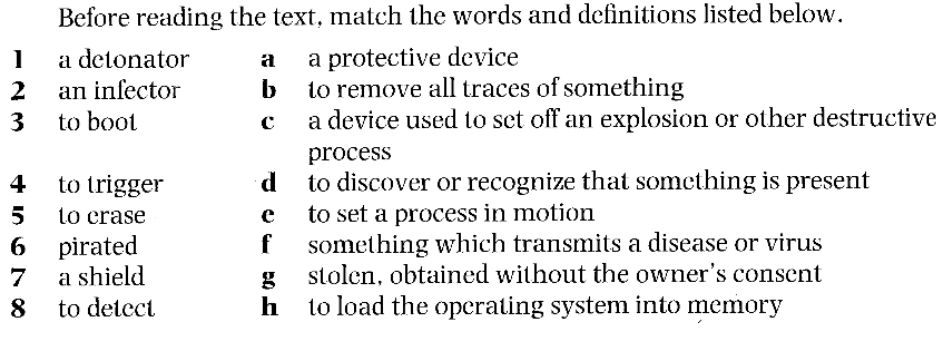 Before reading the text, match the words and definitions listed below.
1 a detonator a a protective device
2 an infector b to remove all traces of something
3 to boot c a device used to set off an explosion or other destructive
process
4 to trigger d to discover or recognize that something is present
5 to erase e to set a process in motion
6 pirated f something which transmits a disease or virus
7 a shield g stolen, obtained without the owner's consent
8 to detect h to load the operating system into memory